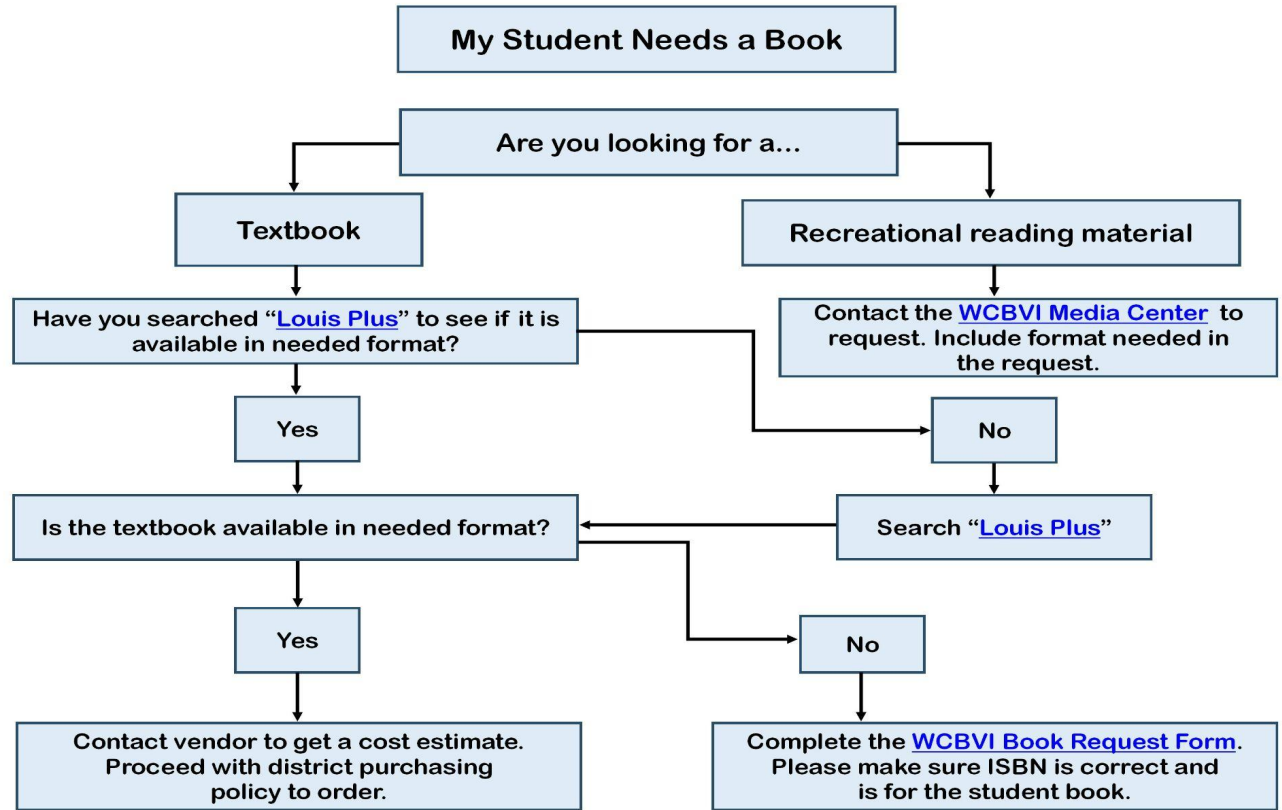 My Student Needs a Book
Are you looking for a...
Textbook
Recreational reading material
Have you searched “Louis Plus” to see if it is
available in needed format?
Contact the WCBVI Media Center to
request. Include format needed in
the request.
Yes
No
Is the textbook available in needed format?
Search “Louis Plus”
Yes
No
Contact vendor to get a cost estimate.
Proceed with district purchasing
policy to order.
Complete the WCBVI Book Request Form.
Please make sure ISBN is correct and
is for the student book.